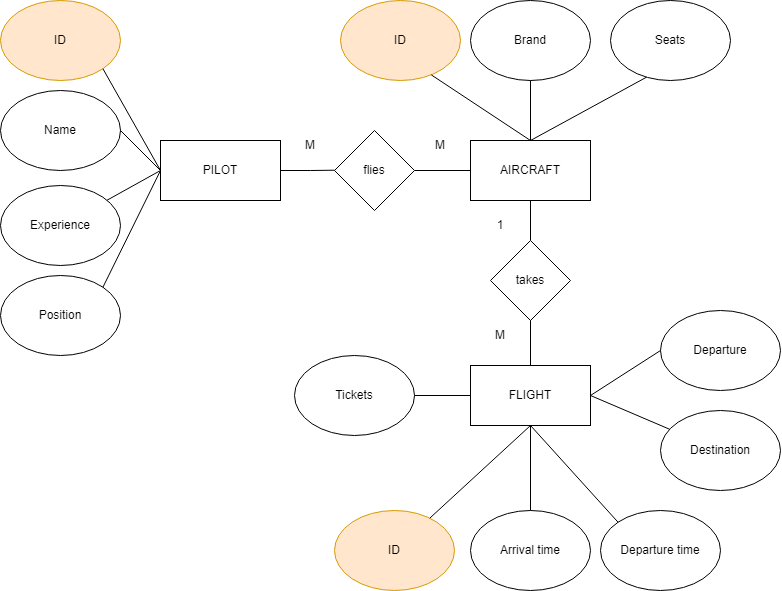 ID
ID
Brand
Seats
Name
PILOT
M
flies
M
AIRCRAFT
Experience
1
takes
Position
M
Departure
Tickets
FLIGHT
Destination
ID
Arrival time
Departure time